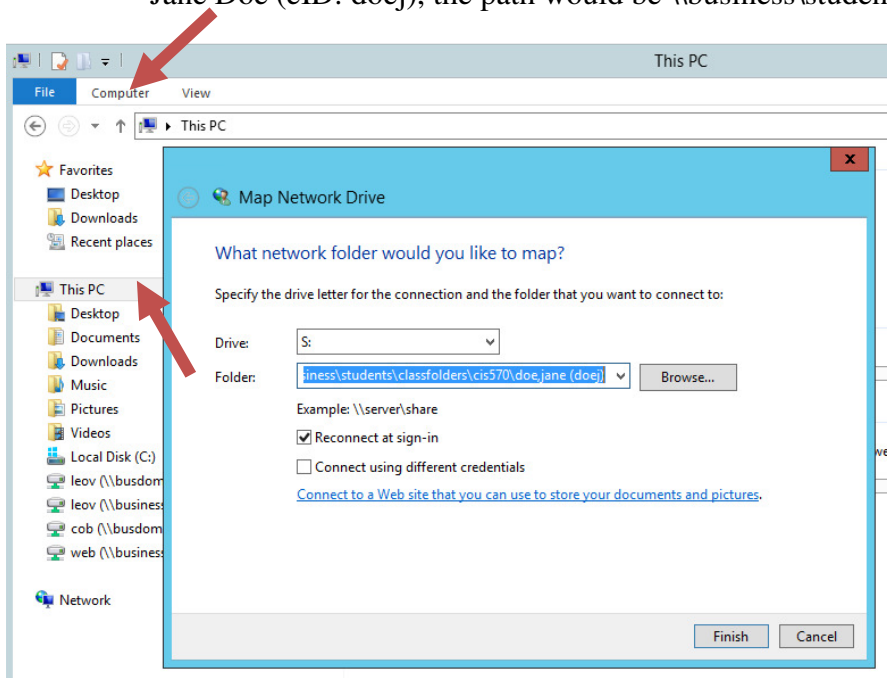 Jane Doe (eID: doej), the path would be \\business\studen
This PC
File Computer View
This PC
Favorites
Desktop
Downloads
Recent places
This PC
Desktop
Documents
Downloads
Music
Pictures
Videos
Local Disk (C:)
leov (\\busdom
leov (\\business
cob (\\busdom
web (\\business
Network
x
Map Network Drive
What network folder would you like to map?
Specify the drive letter for the connection and the folder that you want to connect to:
Drive: S:
Folder: siness\students\classfolders\cis570\doe,jane (doej) Browse...
Example: \\server\share
Reconnect at sign-in
Connect using different credentials
Connect to a Web site that you can use to store your documents and pictures.
Finish Cancel
we